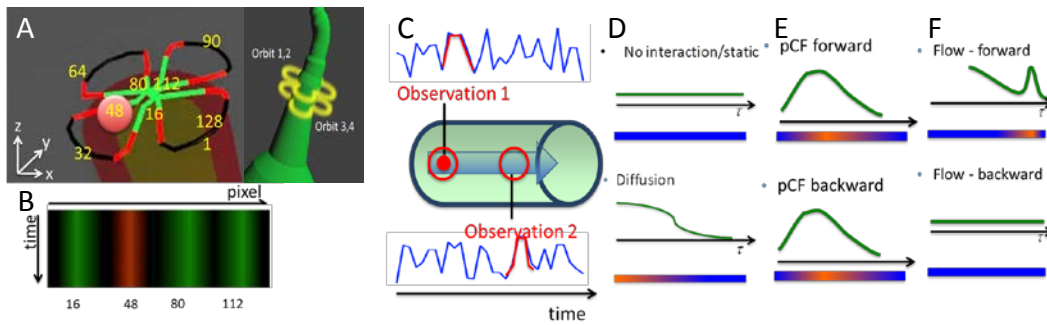 A
90
64
80
112
48
16
128
32
1
z
y
x
Orbit 1,2
Orbit 3,4
B
pixel
time
16 48 80 112
C
Observation 1
Observation 2
time
D
• No interaction/static
τ
• Diffusion
τ
E
• pCF forward
• pCF backward
F
Flow - forward
τ
• Flow - backward
τ